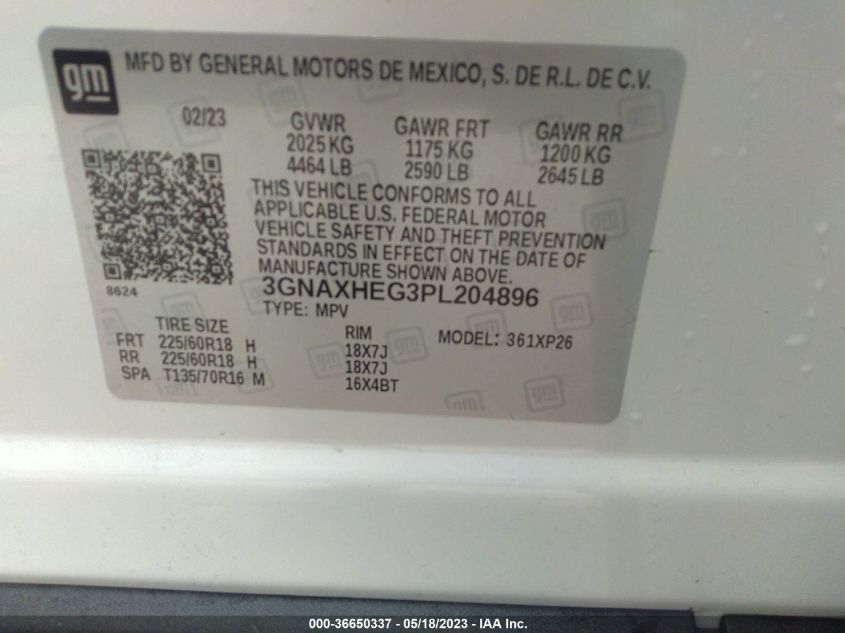 gm
MFD BY GENERAL MOTORS DE MEXICO, S. DE R.L. DE C.V.
02/23
GVWR GAWR FRT GAWR RR
2025 KG 1175 KG 1200 KG
4464 LB 2590 LB 2645 LB
THIS VEHICLE CONFORMS TO ALL
APPLICABLE U.S. FEDERAL MOTOR
VEHICLE SAFETY AND THEFT PREVENTION
STANDARDS IN EFFECT ON THE DATE OF
MANUFACTURE SHOWN ABOVE.
8624
3GNAXHEG3PL204896
TYPE: MPV
TIRE SIZE RIM MODEL: 361XP26
FRT 225/60R18 H 18X7J
RR 225/60R18 H 18X7J
SPA T135/70R16 M 16X4BT
000-36650337 - 05/18/2023 - IAA Inc.